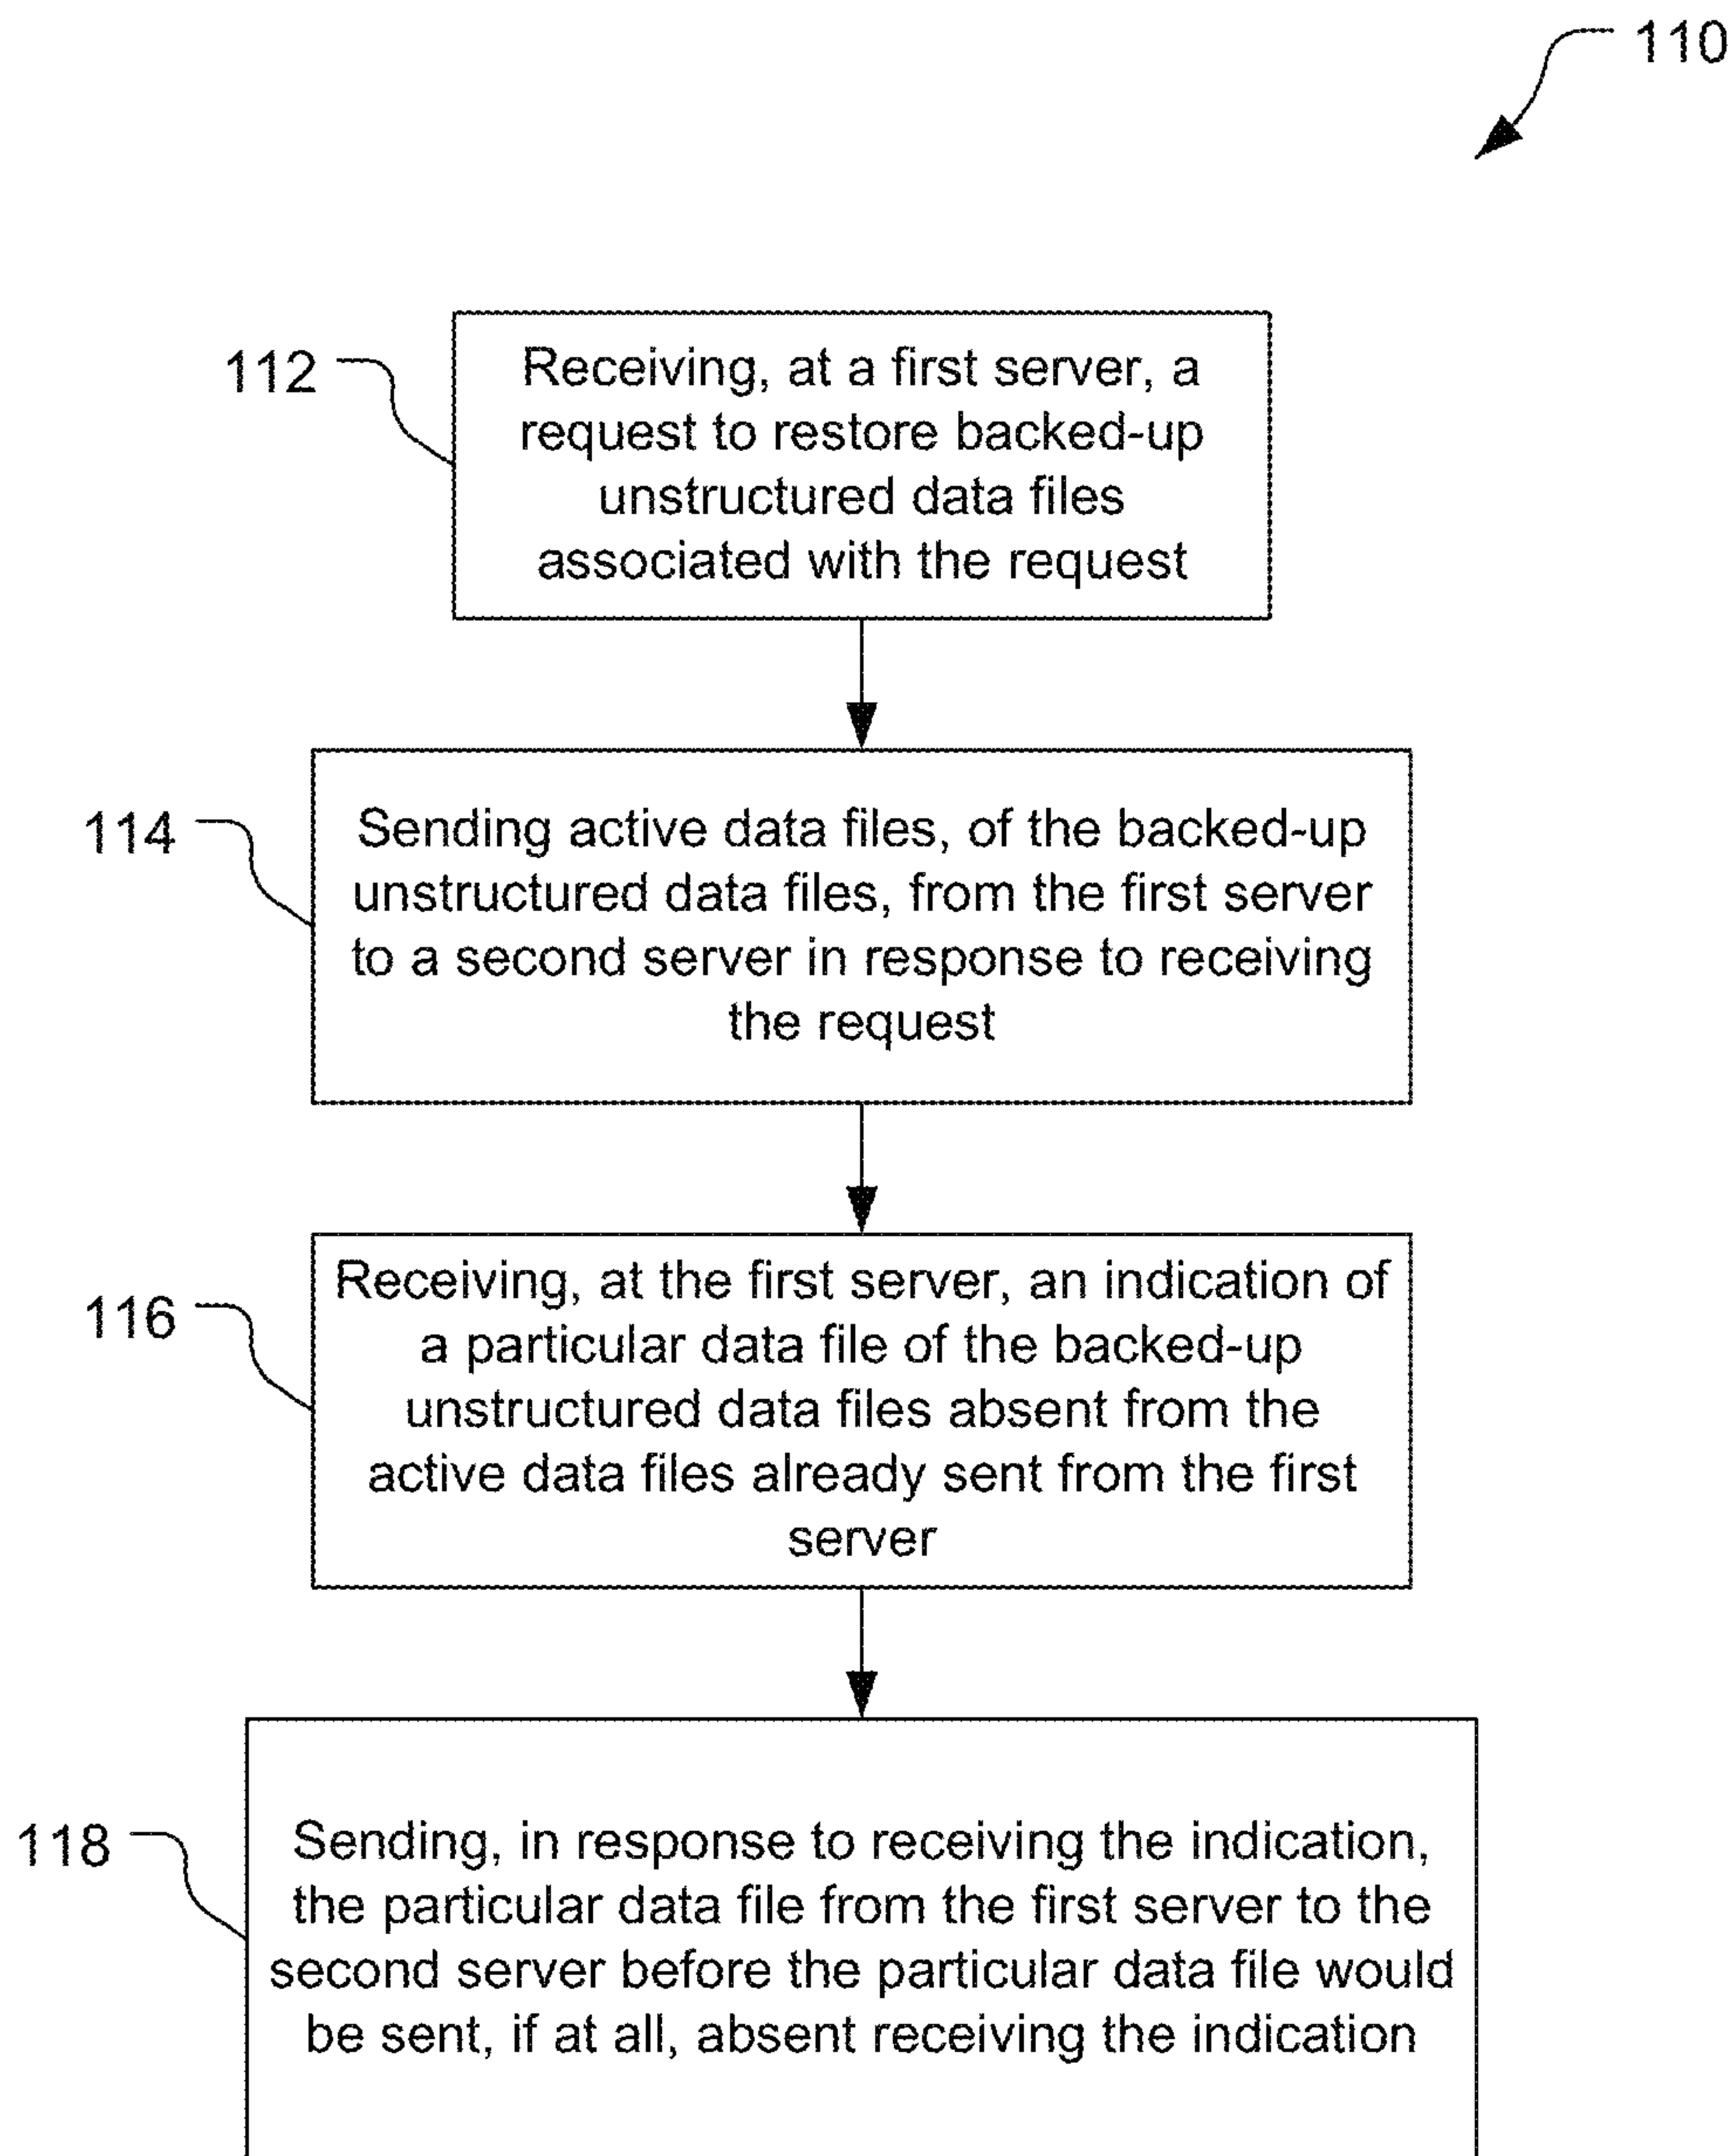 110
112
Receiving, at a first server, a
request to restore backed-up
unstructured data files
associated with the request
114
Sending active data files, of the backed-up
unstructured data files, from the first server
to a second server in response to receiving
the request
116
Receiving, at the first server, an indication of
a particular data file of the backed-up
unstructured data files absent from the
active data files already sent from the first
server
118
Sending, in response to receiving the indication,
the particular data file from the first server to the
second server before the particular data file would
be sent, if at all, absent receiving the indication